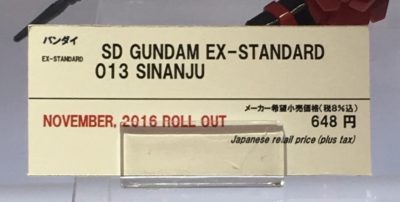 バンダイ
EX-STANDARD
SD GUNDAM EX-STANDARD
013 SINANJU
メーカー希望小売価格(税8%込)
NOVEMBER, 2016 ROLL OUT
648 円
Japanese retail price (plus tax)